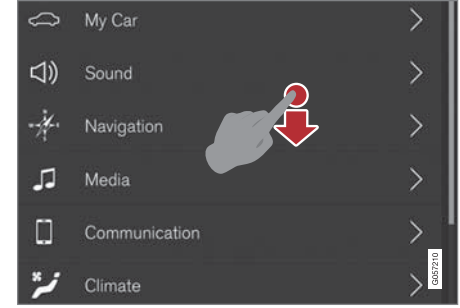 My Car
Sound
Navigation
Media
Communication
Climate
G057210